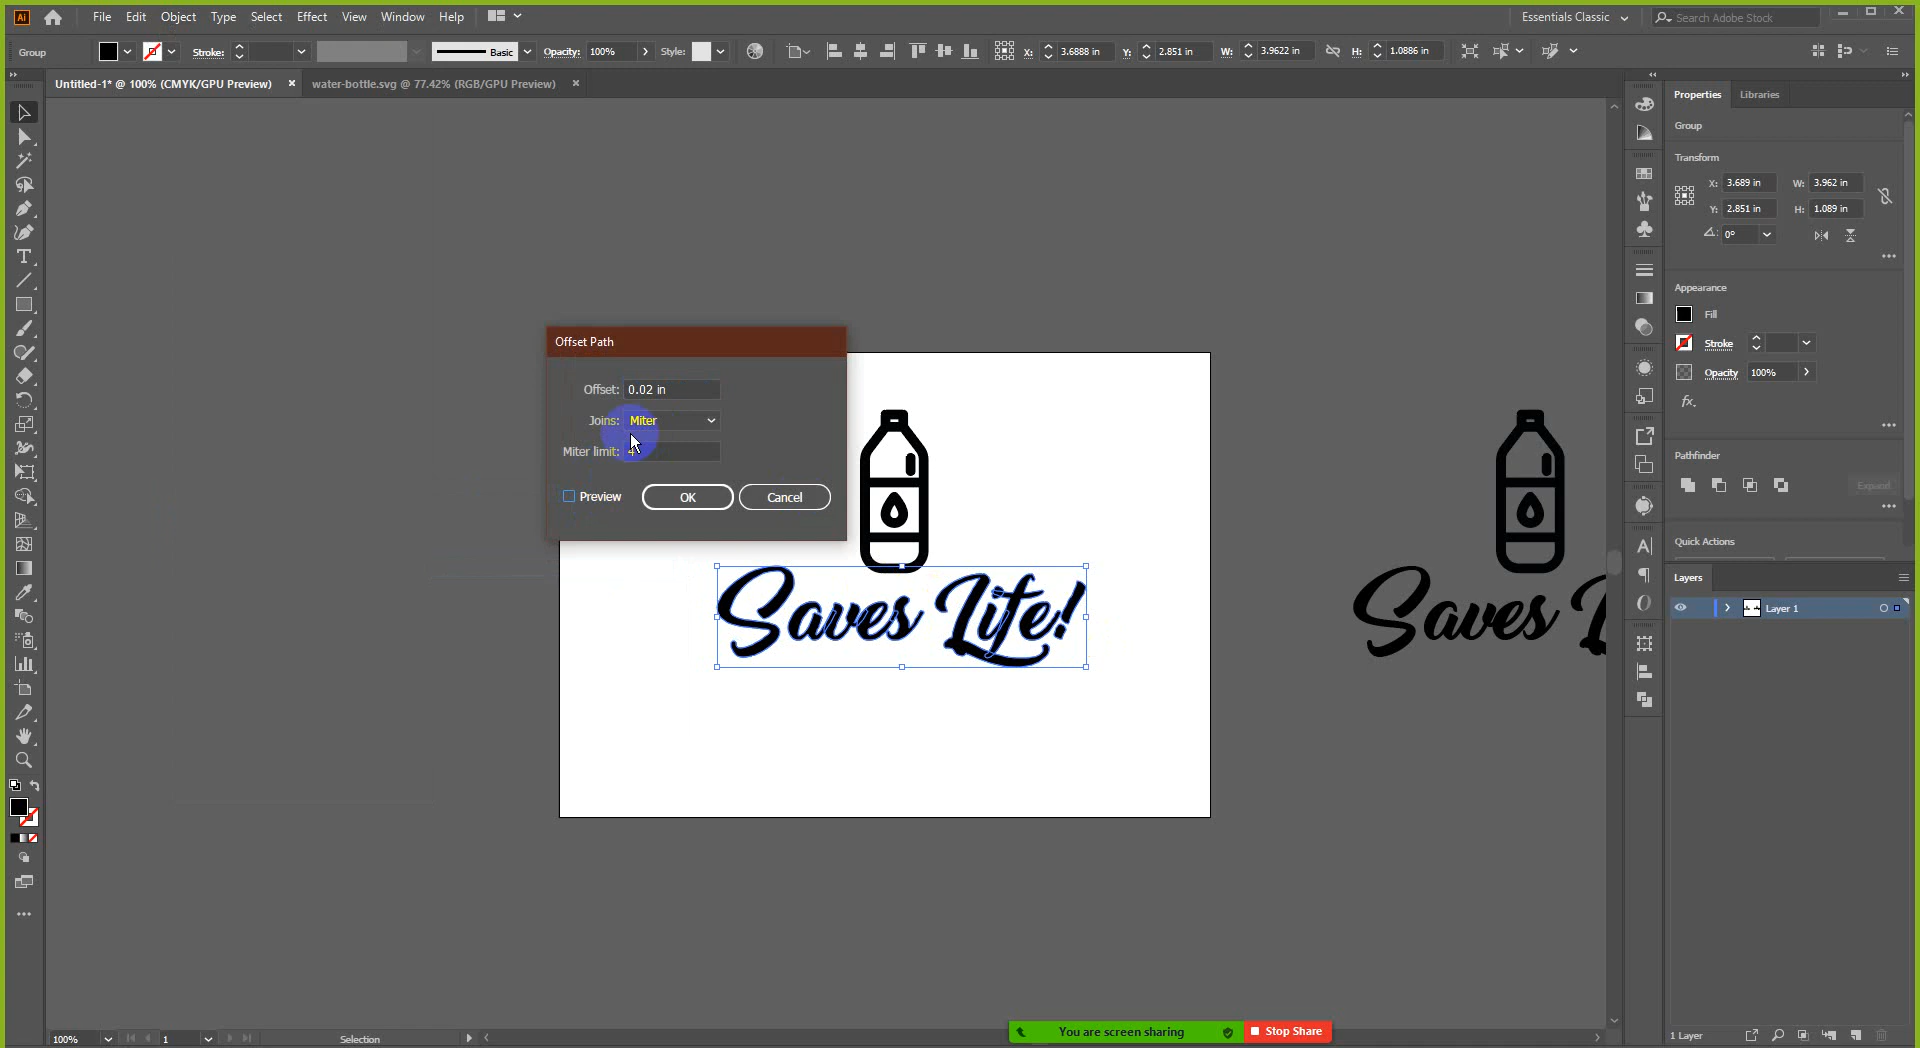 Ai File Edit Object Type Select Effect View Window Help Essentials Classic Search Adobe Stock
Group Stroke: Basic Opacity: 100% Style: X: 3.6888 in Y: 2.851 in W: 3.9622 in H: 1.0886 in
Untitled-1* @ 100% (CMYK/GPU Preview) × water-bottle.svg @ 77.42% (RGB/GPU Preview) ×
Properties Libraries
Group
Transform
X: 3.689 in W: 3.962 in
Y: 2.851 in H: 1.089 in
0°
Appearance
Fill
Stroke
Opacity 100%
fx.
Pathfinder
Expand
Quick Actions
Layers
Layer 1
1 Layer
Offset Path
Offset: 0.02 in
Joins: Miter
Miter limit: 4
Preview OK Cancel
Saves Life!
Saves L
100% 1 Selection
You are screen sharing Stop Share